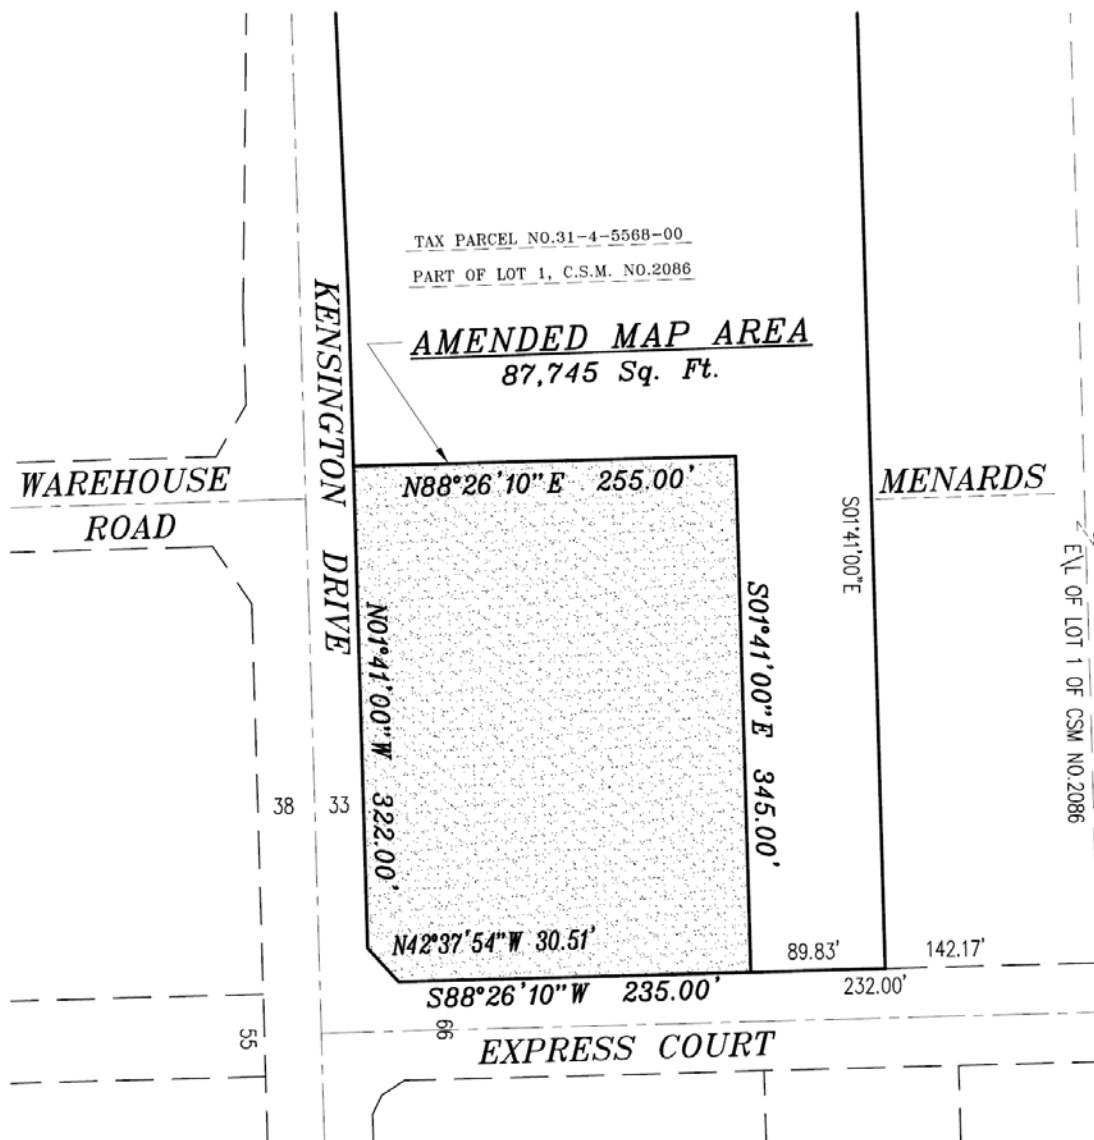 TAX PARCEL NO.31-4-5568-00
PART OF LOT 1, C.S.M. NO.2086
AMENDED MAP AREA
87,745 Sq. Ft.
KENSINGTON DRIVE
WAREHOUSE
ROAD
N88°26'10"E 255.00'
MENARDS
S01°41'00"E
E\L OF LOT 1 OF CSM NO.2086
N01°41'00"W 322.00'
S01°41'00"E 345.00'
38
33
N42°37'54"W 30.51'
89.83'
142.17'
S88°26'10"W 235.00'
232.00'
55
66
EXPRESS COURT